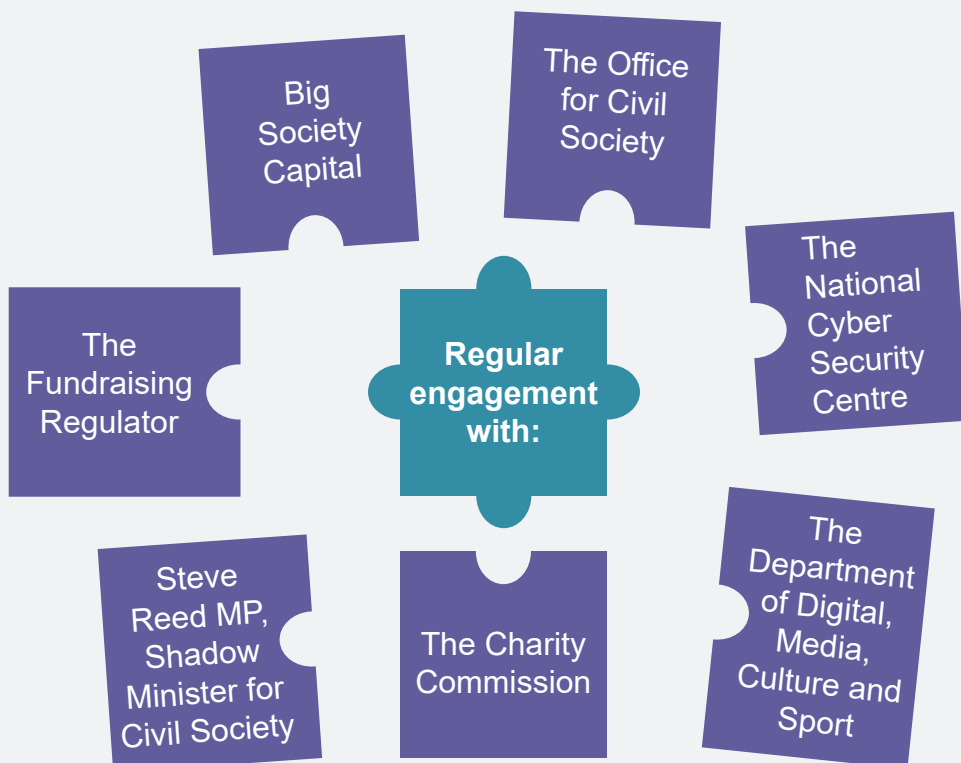 Big
Society
Capital
The Office
for Civil
Society
The
National
Cyber
Security
Centre
The
Fundraising
Regulator
Regular
engagement
with:
Steve
Reed MP,
Shadow
Minister for
Civil Society
The Charity
Commission
The
Department
of Digital,
Media,
Culture and
Sport